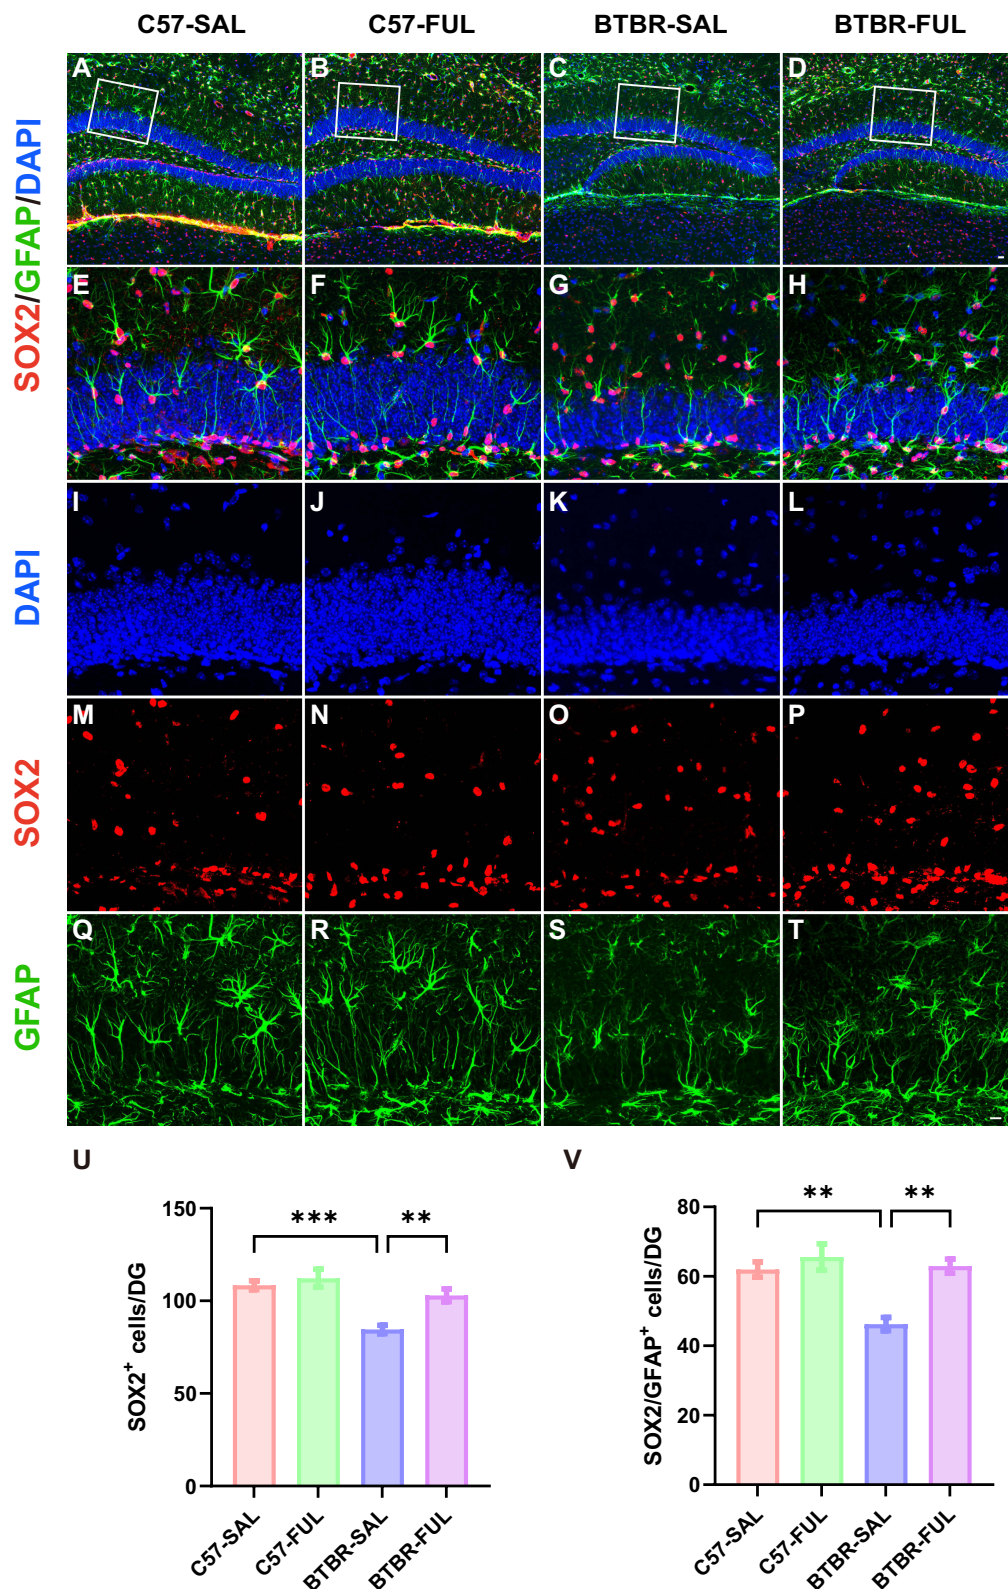 C57-SAL C57-FUL BTBR-SAL BTBR-FUL
SOX2/GFAP/DAPI
A B C D
E F G H
DAPI
I J K L
SOX2
M N O P
GFAP
Q R S T
U
SOX2⁺ cells/DG
150
100
50
0
*** **
C57-SAL C57-FUL BTBR-SAL BTBR-FUL
V
SOX2/GFAP⁺ cells/DG
80
60
40
20
0
** **
C57-SAL C57-FUL BTBR-SAL BTBR-FUL